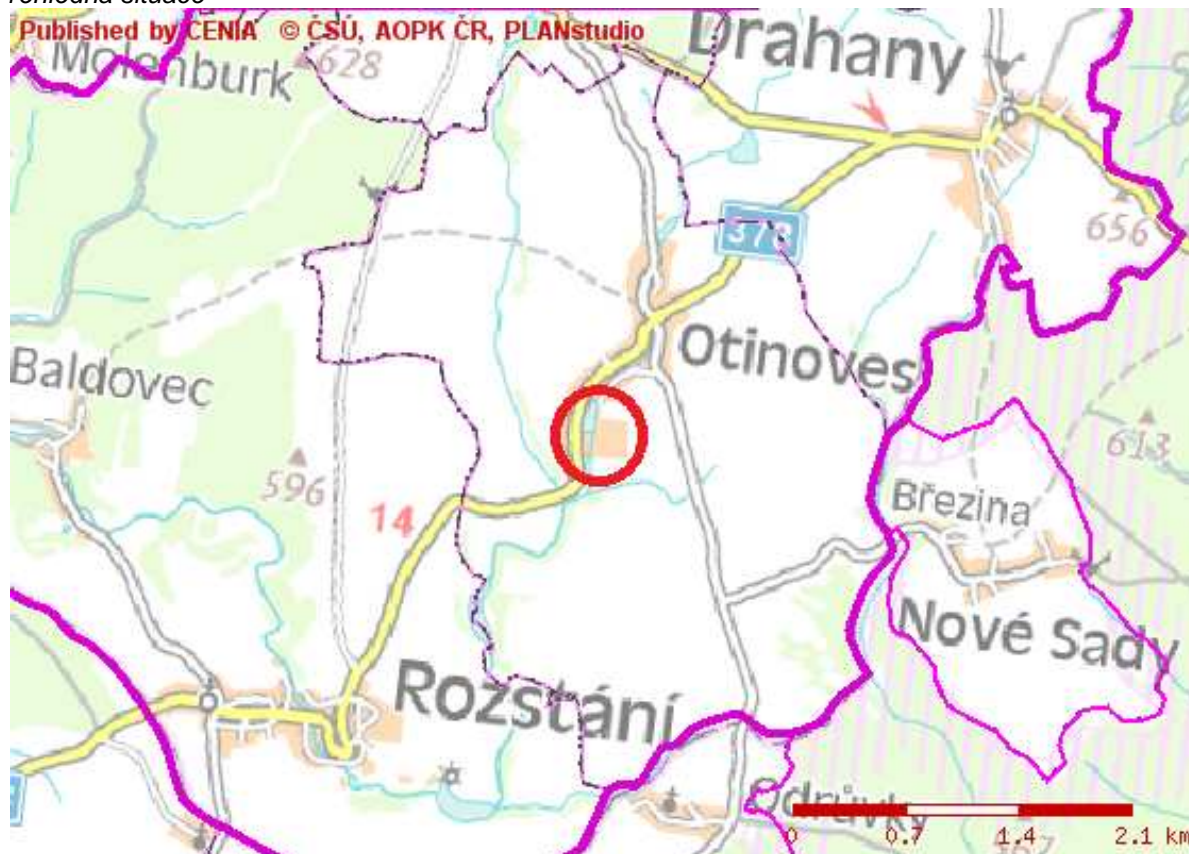 Published by CENIA © ČSÚ, AOPK ČR, PLANstudio
Molenburk
628
Drahany
656
373
Otinoves
Baldovec
596
14
613
Březina
Nové Sady
Rozstání
Odrůvky
0 0.7 1.4 2.1 km